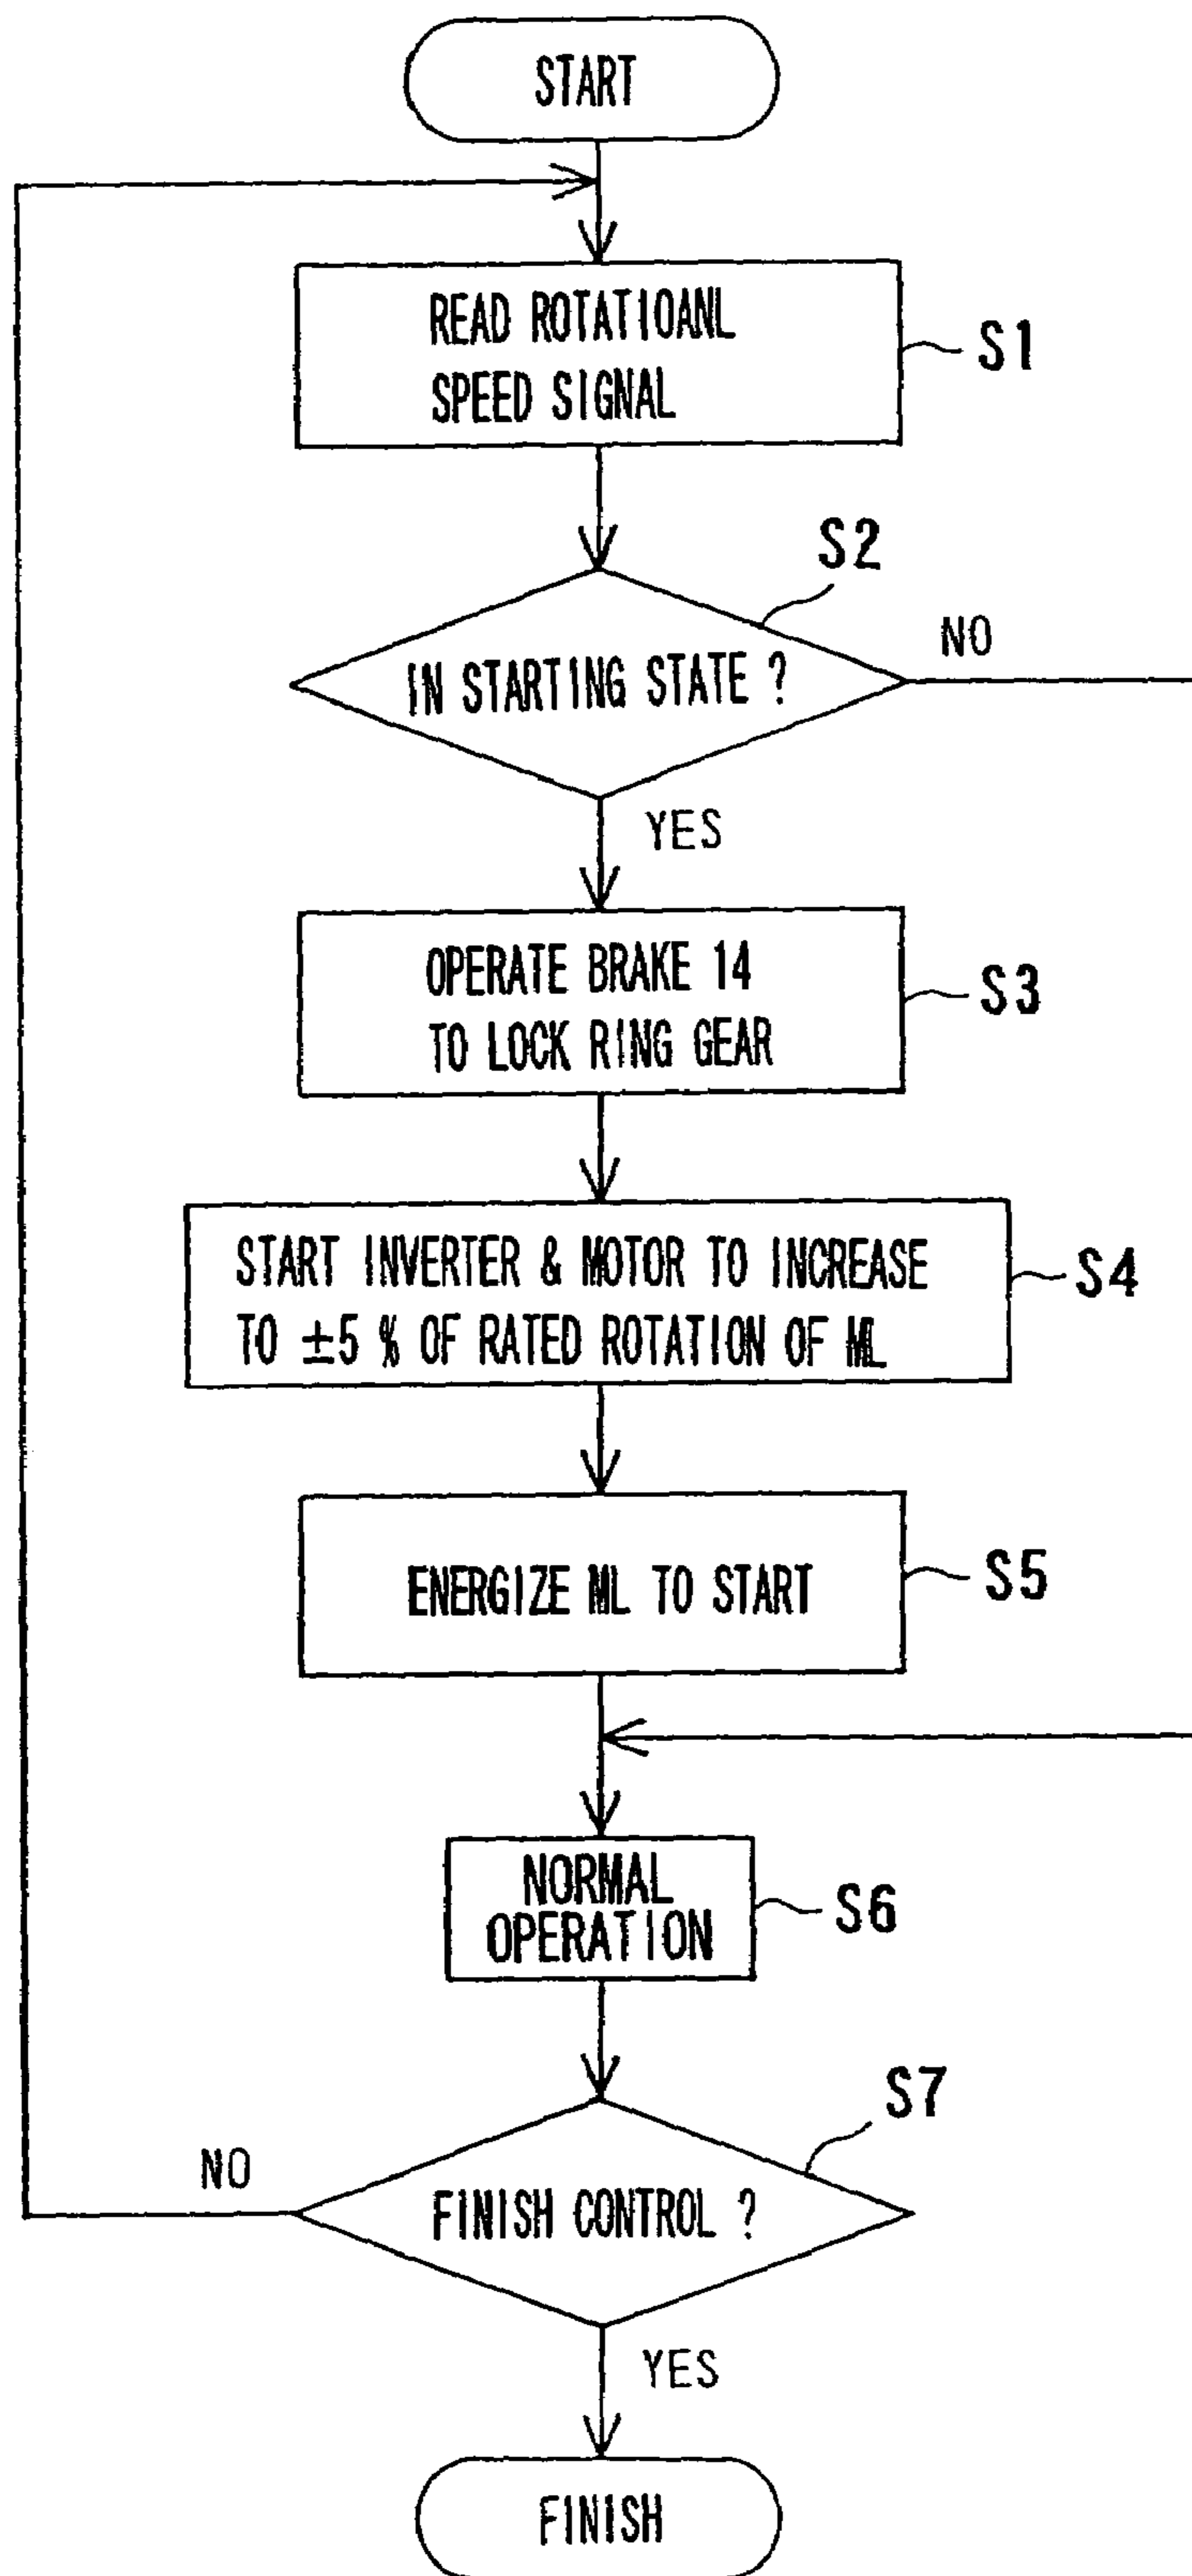 START
READ ROTATIOANL
SPEED SIGNAL
S1
S2
IN STARTING STATE ?
NO
YES
OPERATE BRAKE 14
TO LOCK RING GEAR
S3
START INVERTER & MOTOR TO INCREASE
TO ±5 % OF RATED ROTATION OF ML
S4
ENERGIZE ML TO START
S5
NORMAL
OPERATION
S6
S7
NO
FINISH CONTROL ?
YES
FINISH